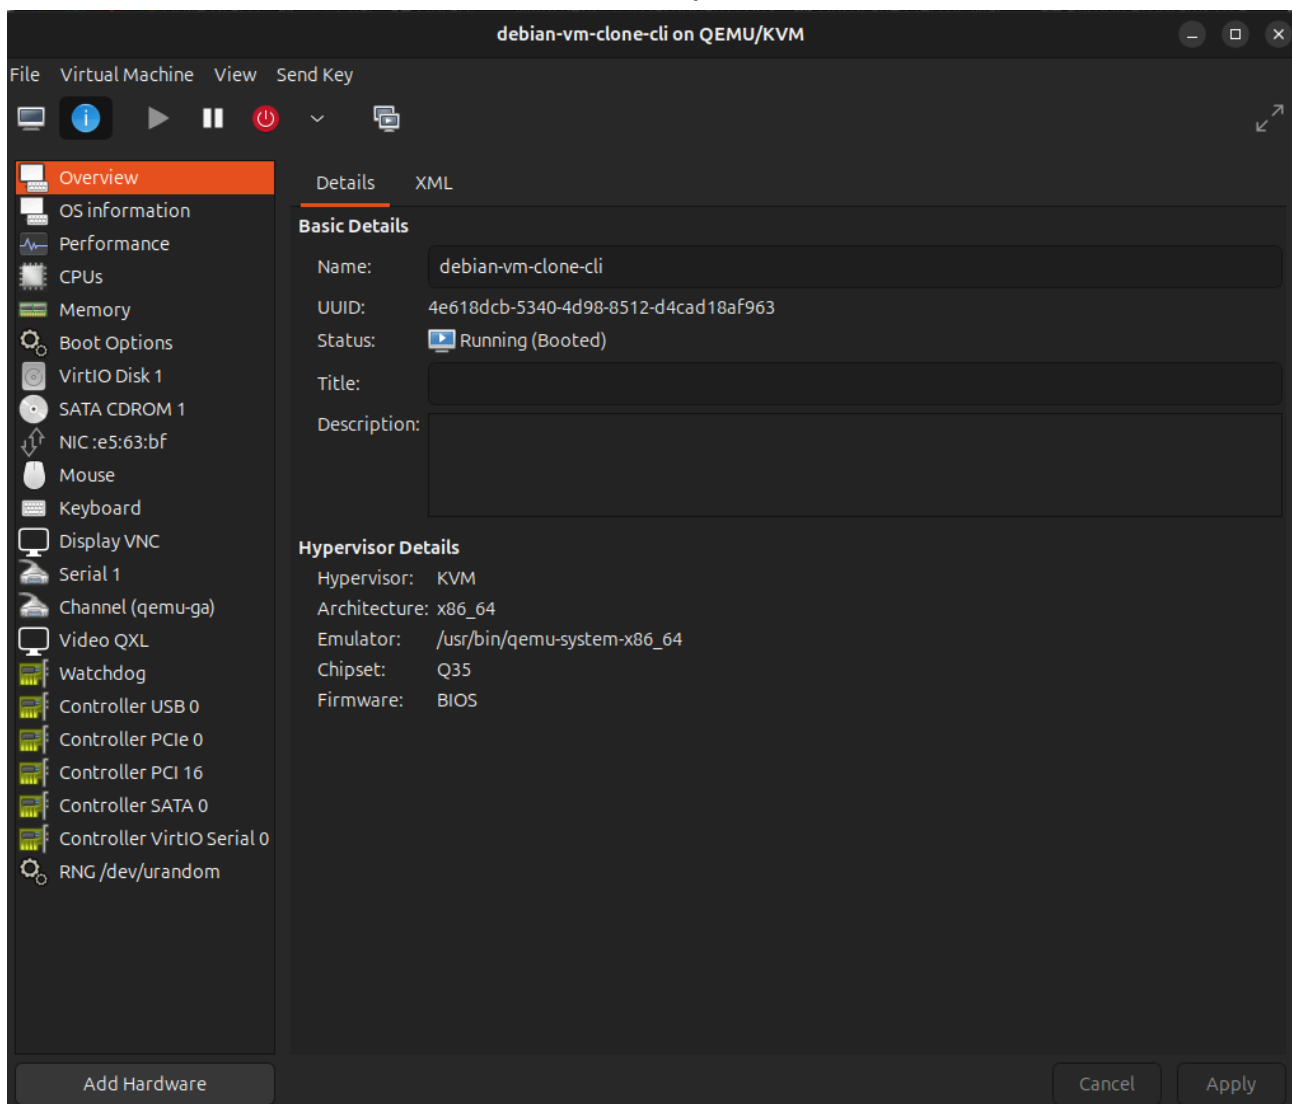 debian-vm-clone-cli on QEMU/KVM
File Virtual Machine View Send Key
Overview
OS information
Performance
CPUs
Memory
Boot Options
VirtIO Disk 1
SATA CDROM 1
NIC :e5:63:bf
Mouse
Keyboard
Display VNC
Serial 1
Channel (qemu-ga)
Video QXL
Watchdog
Controller USB 0
Controller PCIe 0
Controller PCI 16
Controller SATA 0
Controller VirtIO Serial 0
RNG /dev/urandom
Add Hardware
Details XML
Basic Details
Name: debian-vm-clone-cli
UUID: 4e618dcb-5340-4d98-8512-d4cad18af963
Status: Running (Booted)
Title:
Description:
Hypervisor Details
Hypervisor: KVM
Architecture: x86_64
Emulator: /usr/bin/qemu-system-x86_64
Chipset: Q35
Firmware: BIOS
Cancel Apply